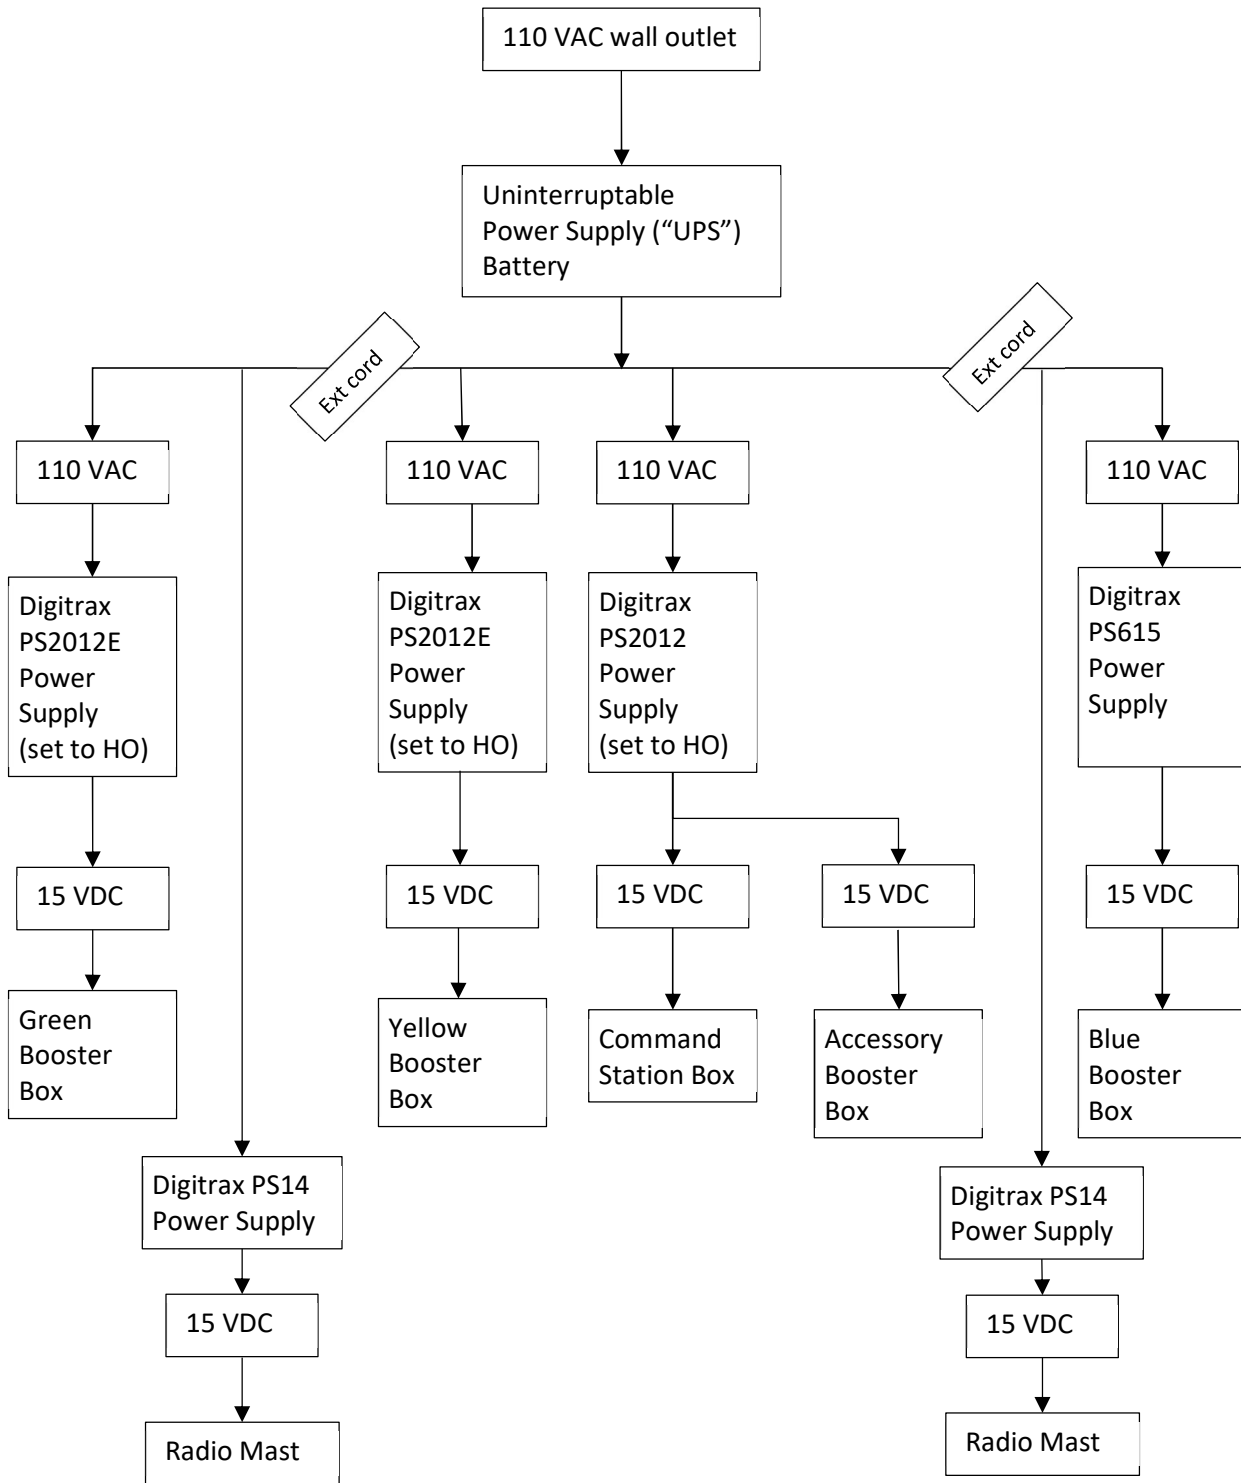 110 VAC wall outlet
Uninterruptable
Power Supply (“UPS”)
Battery
Ext cord
Ext cord
110 VAC
110 VAC
110 VAC
110 VAC
Digitrax
PS2012E
Power
Supply
(set to HO)
Digitrax
PS2012E
Power
Supply
(set to HO)
Digitrax
PS2012
Power
Supply
(set to HO)
Digitrax
PS615
Power
Supply
15 VDC
15 VDC
15 VDC
15 VDC
15 VDC
Green
Booster
Box
Yellow
Booster
Box
Command
Station Box
Accessory
Booster
Box
Blue
Booster
Box
Digitrax PS14
Power Supply
Digitrax PS14
Power Supply
15 VDC
15 VDC
Radio Mast
Radio Mast